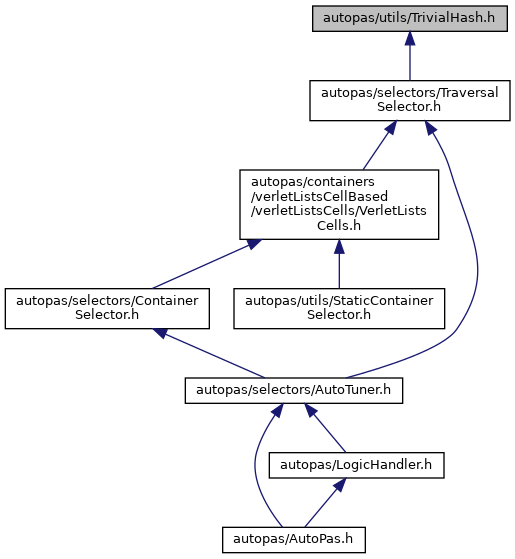 autopas/utils/TrivialHash.h
autopas/selectors/Traversal
Selector.h
autopas/containers
/verletListsCellBased
/verletListsCells/VerletLists
Cells.h
autopas/selectors/Container
Selector.h
autopas/utils/StaticContainer
Selector.h
autopas/selectors/AutoTuner.h
autopas/LogicHandler.h
autopas/AutoPas.h